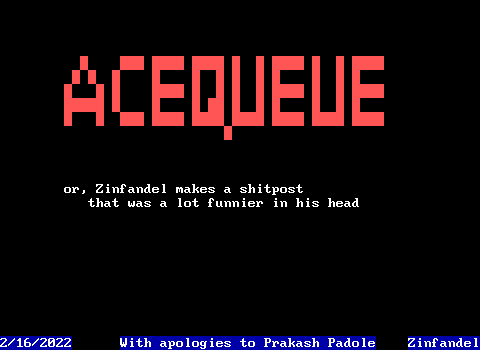 ACEQUEUE
or, Zinfandel makes a shitpost
that was a lot funnier in his head
2/16/2022 With apologies to Prakash Padole Zinfandel